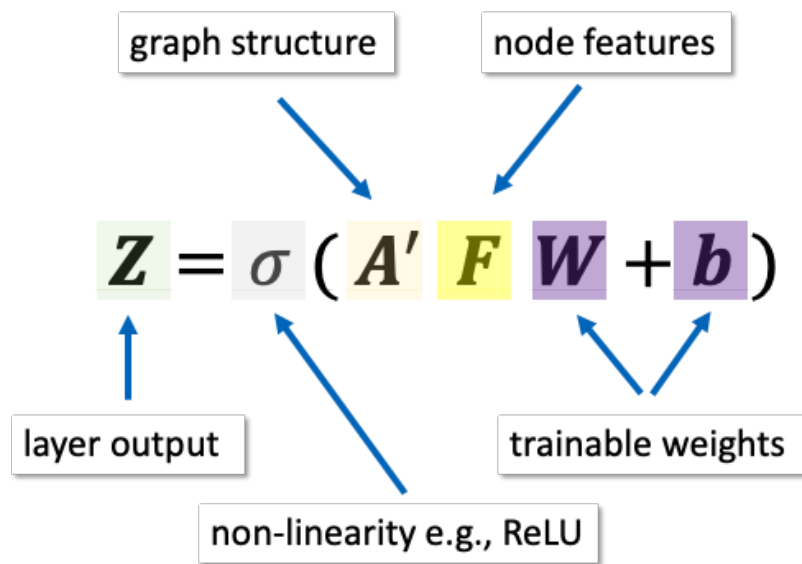 graph structure
node features
Z = σ ( A′ F W + b )
layer output
trainable weights
non-linearity e.g., ReLU